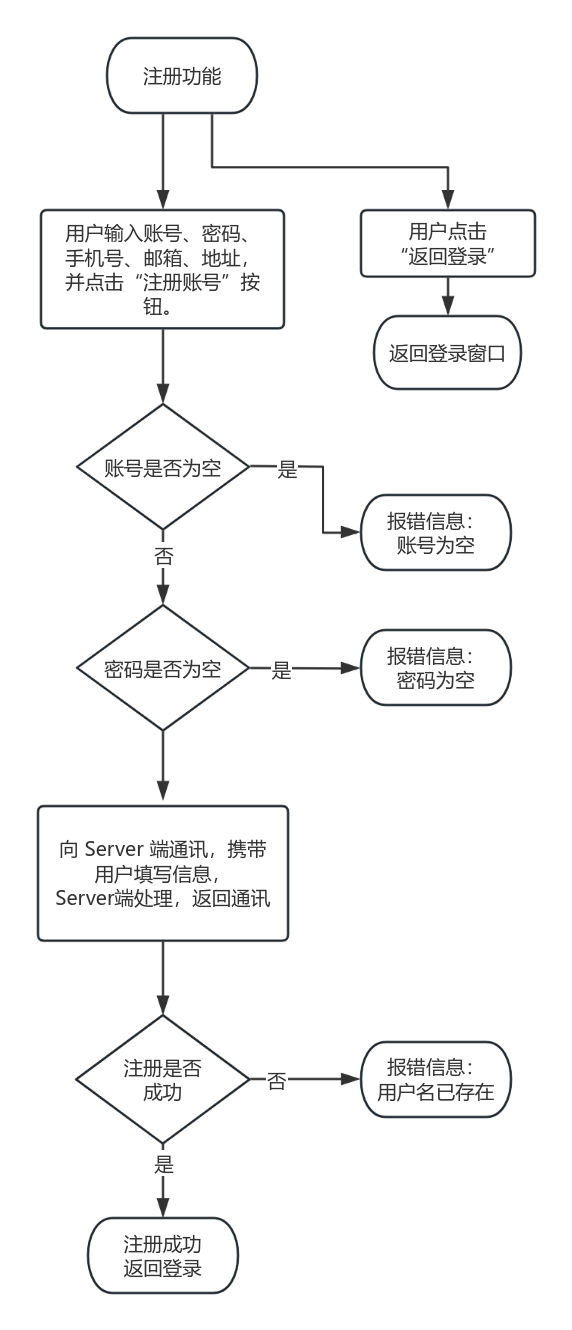 注册功能
用户输入账号、密码、
手机号、邮箱、地址，
并点击“注册账号”按
钮。
用户点击
“返回登录”
返回登录窗口
账号是否为空
是
报错信息：
账号为空
否
密码是否为空
是
报错信息：
密码为空
向 Server 端通讯，携带
用户填写信息，
Server端处理，返回通讯
注册是否
成功
否
报错信息：
用户名已存在
是
注册成功
返回登录